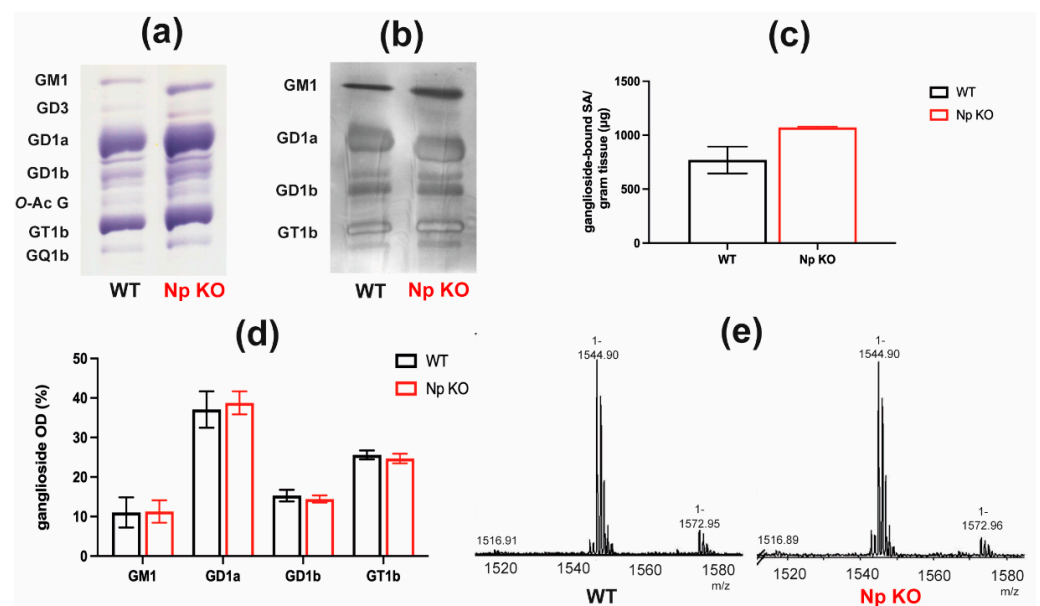 (a)
GM1
GD3
GD1a
GD1b
O-Ac G
GT1b
GQ1b
WT Np KO
(b)
GM1
GD1a
GD1b
GT1b
WT Np KO
(c)
ganglioside-bound SA/
gram tissue (µg)
1500
1000
500
0
WT Np KO
WT
Np KO
(d)
ganglioside OD (%)
50
40
30
20
10
0
GM1 GD1a GD1b GT1b
WT
Np KO
(e)
1-
1544.90
1-
1572.95
1516.91
1520 1540 1560 1580
m/z
WT
1-
1544.90
1-
1572.96
1516.89
1520 1540 1560 1580
m/z
Np KO